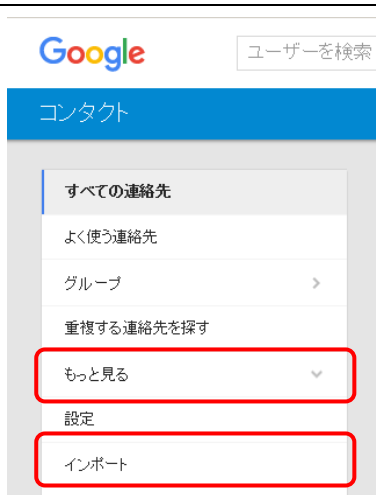 Google
ユーザーを検索
コンタクト
すべての連絡先
よく使う連絡先
グループ
重複する連絡先を探す
もっと見る
設定
インポート